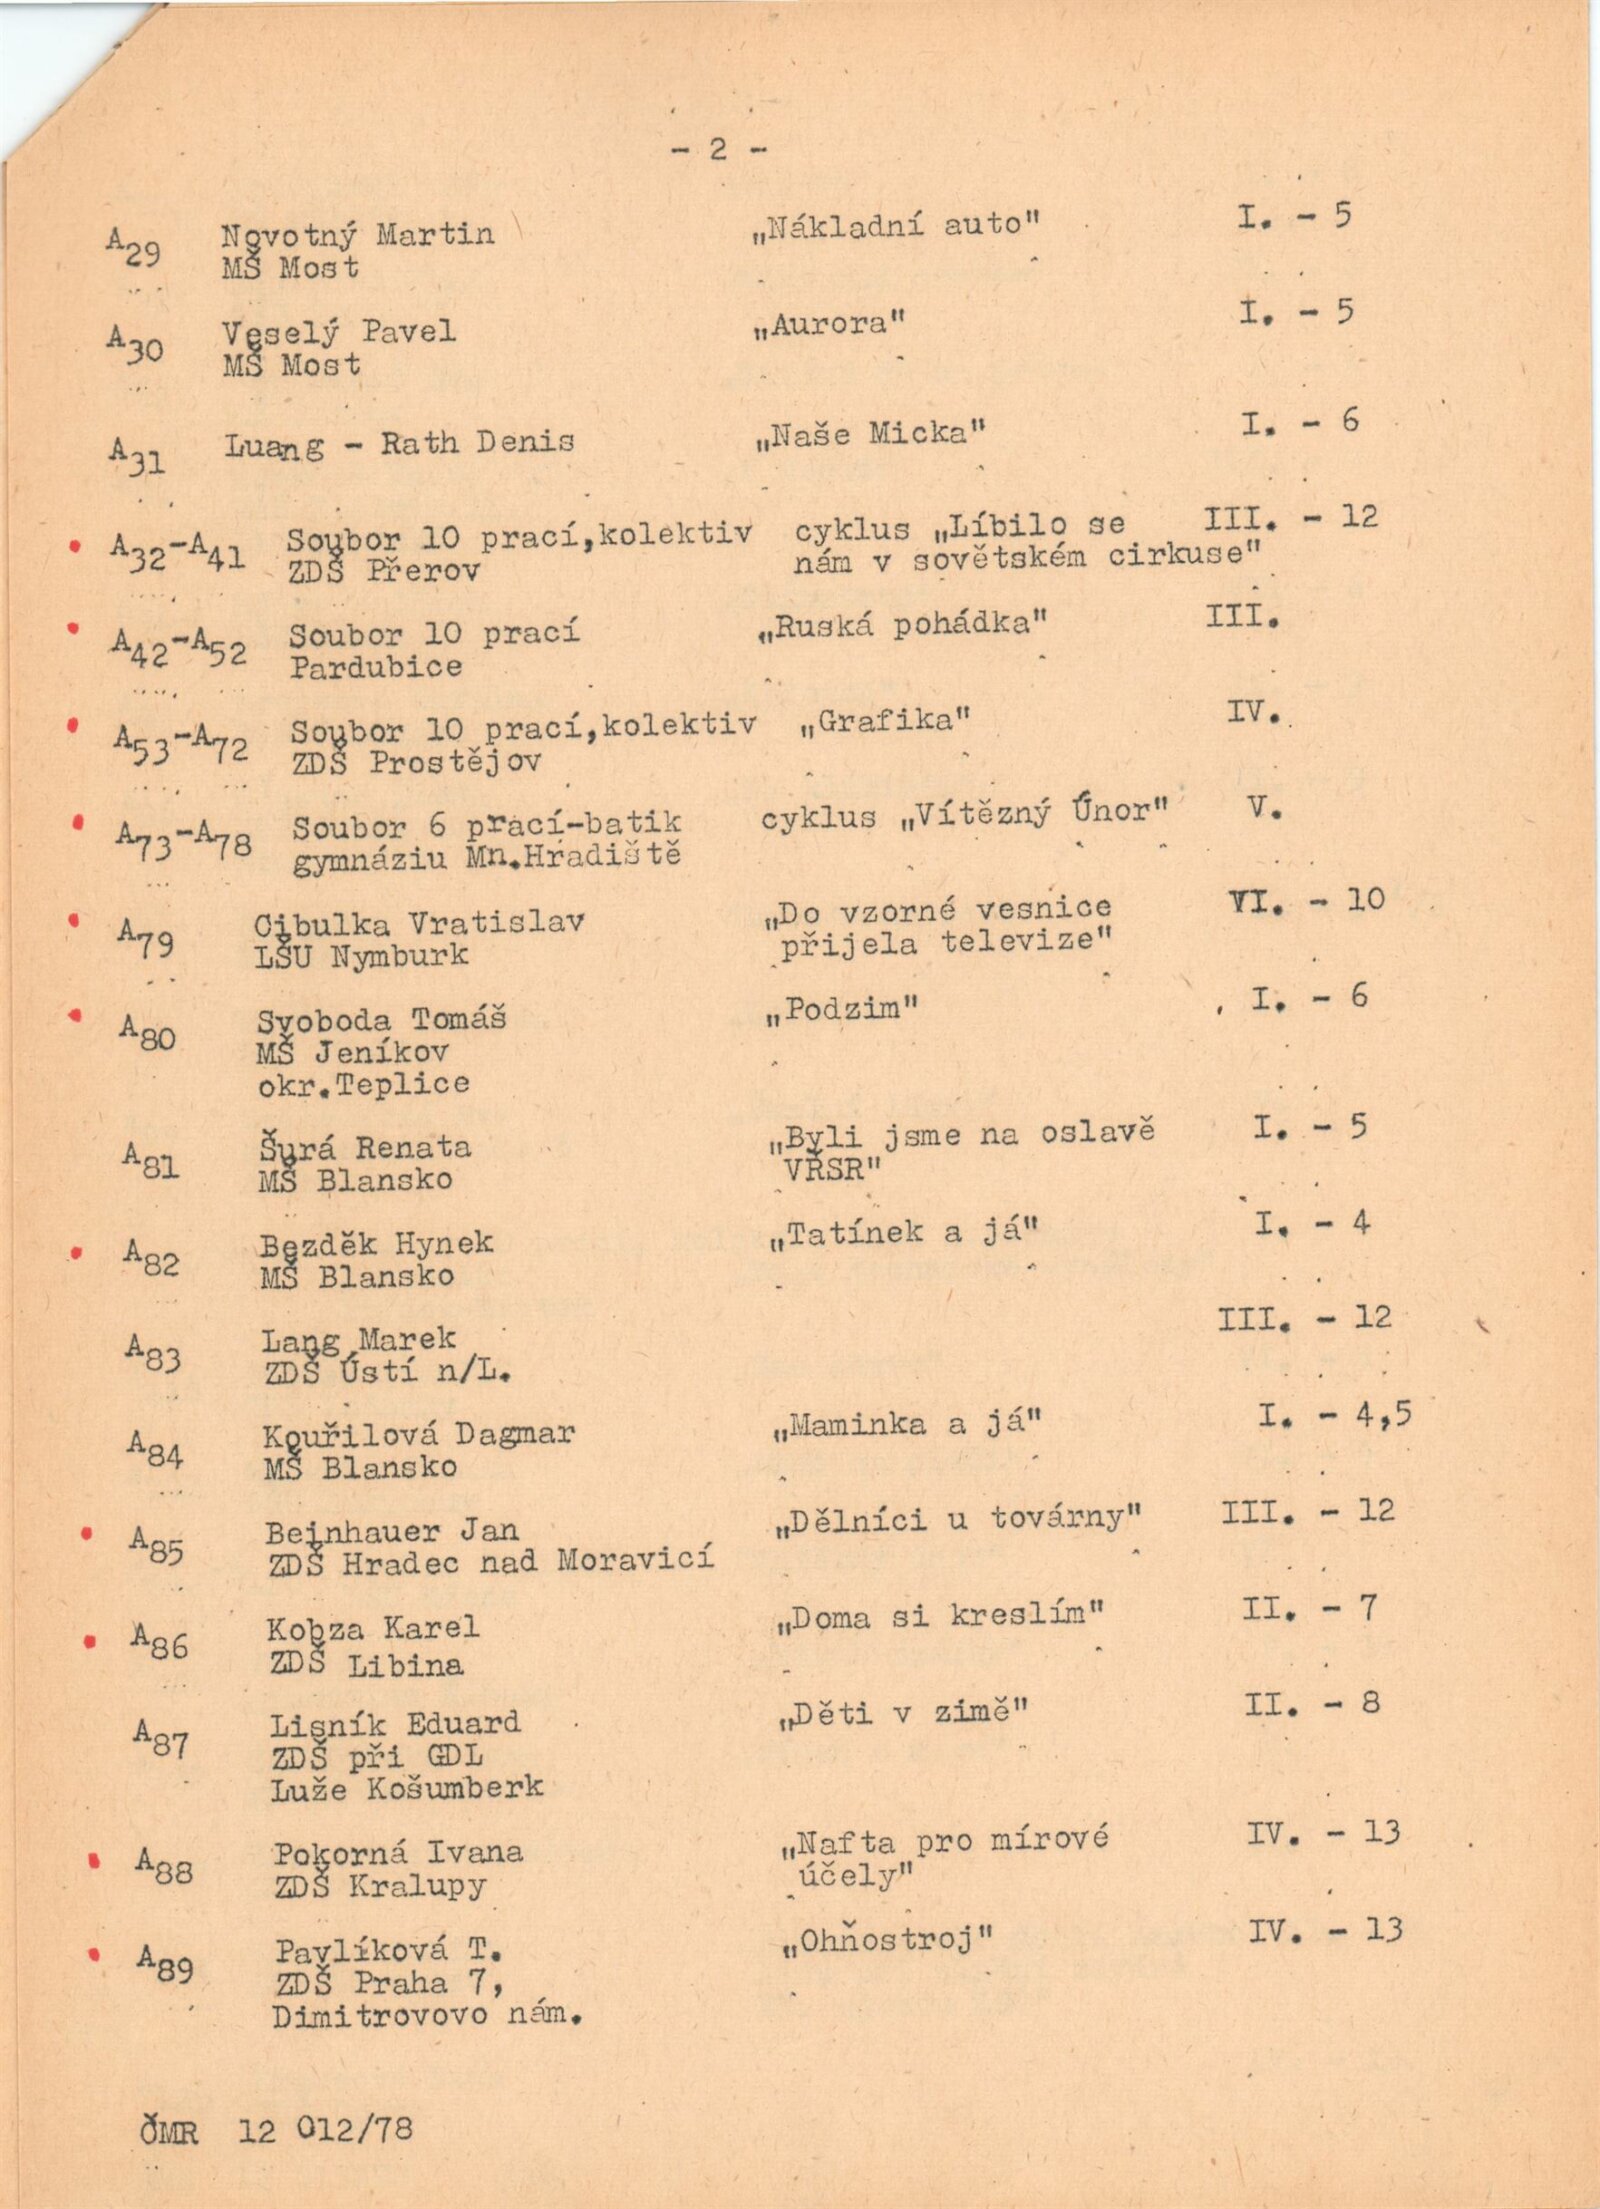 - 2 -
A29 Novotný Martin „Nákladní auto" I. - 5
MŠ Most
A30 Veselý Pavel „Aurora" I. - 5
MŠ Most
A31 Luang - Rath Denis „Naše Micka" I. - 6
A32-A41 Soubor 10 prací,kolektiv cyklus „Líbilo se III. - 12
ZDŠ Přerov nám v sovětském cirkuse"
A42-A52 Soubor 10 prací „Ruská pohádka" III.
Pardubice
A53-A72 Soubor 10 prací,kolektiv „Grafika" IV.
ZDŠ Prostějov
A73-A78 Soubor 6 prací-batik cyklus „Vítězný Únor" V.
gymnáziu Mn.Hradiště
A79 Cibulka Vratislav „Do vzorné vesnice VI. - 10
LŠU Nymburk přijela televize"
A80 Svoboda Tomáš „Podzim" I. - 6
MŠ Jeníkov
okr.Teplice
A81 Šurá Renata „Byli jsme na oslavě I. - 5
MŠ Blansko VŘSR"
A82 Bezděk Hynek „Tatínek a já" I. - 4
MŠ Blansko
A83 Lang Marek III. - 12
ZDŠ Ústí n/L.
A84 Kouřilová Dagmar „Maminka a já" I. - 4,5
MŠ Blansko
A85 Beinhauer Jan „Dělníci u továrny" III. - 12
ZDŠ Hradec nad Moravicí
A86 Kobza Karel „Doma si kreslím" II. - 7
ZDŠ Libina
A87 Lisník Eduard „Děti v zimě" II. - 8
ZDŠ při GDL
Luže Košumberk
A88 Pokorná Ivana „Nafta pro mírové IV. - 13
ZDŠ Kralupy účely"
A89 Pavlíková T. „Ohňostroj" IV. - 13
ZDŠ Praha 7,
Dimitrovovo nám.
ČMR 12 012/78